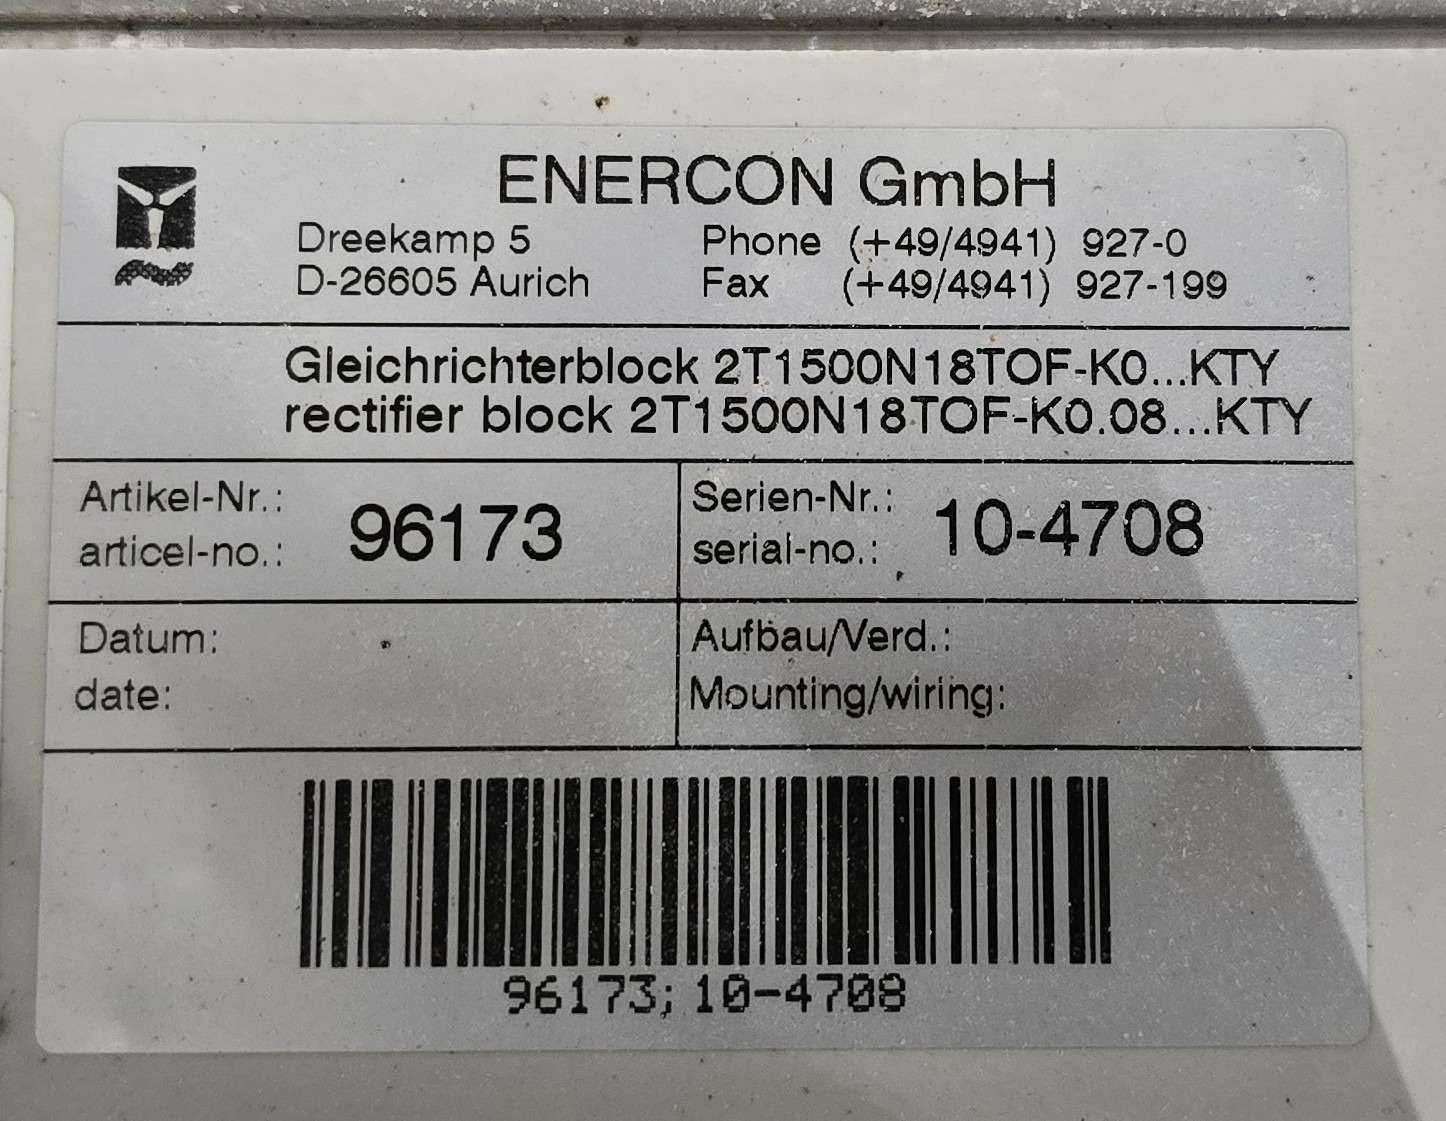 ENERCON GmbH
Dreekamp 5 Phone (+49/4941) 927-0
D-26605 Aurich Fax (+49/4941) 927-199
Gleichrichterblock 2T1500N18TOF-K0...KTY
rectifier block 2T1500N18TOF-K0.08...KTY
Artikel-Nr.: 96173 Serien-Nr.: 10-4708
articel-no.: serial-no.:
Datum: Aufbau/Verd.:
date: Mounting/wiring:
96173; 10-4708